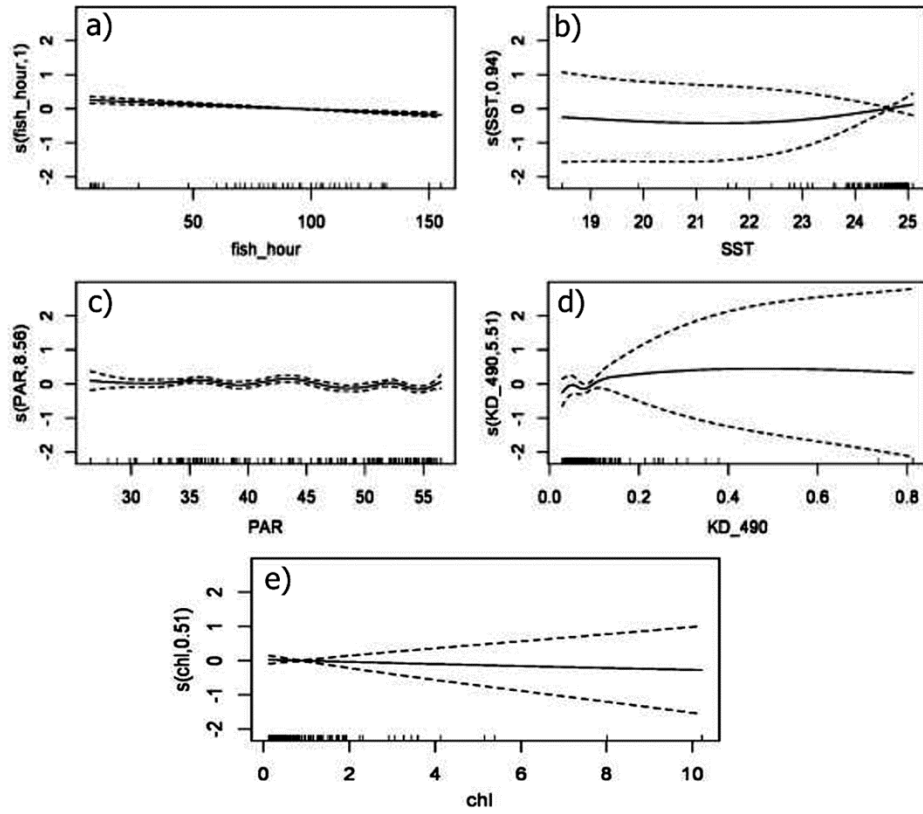 a)
s(fish_hour,1)
2
1
0
-1
-2
50 100 150
fish_hour
b)
s(SST,0.94)
2
1
0
-1
-2
19 20 21 22 23 24 25
SST
c)
s(PAR,8.56)
2
1
0
-1
-2
30 35 40 45 50 55
PAR
d)
s(KD_490,5.51)
2
1
0
-1
-2
0.0 0.2 0.4 0.6 0.8
KD_490
e)
s(chl,0.51)
2
1
0
-1
-2
0 2 4 6 8 10
chl